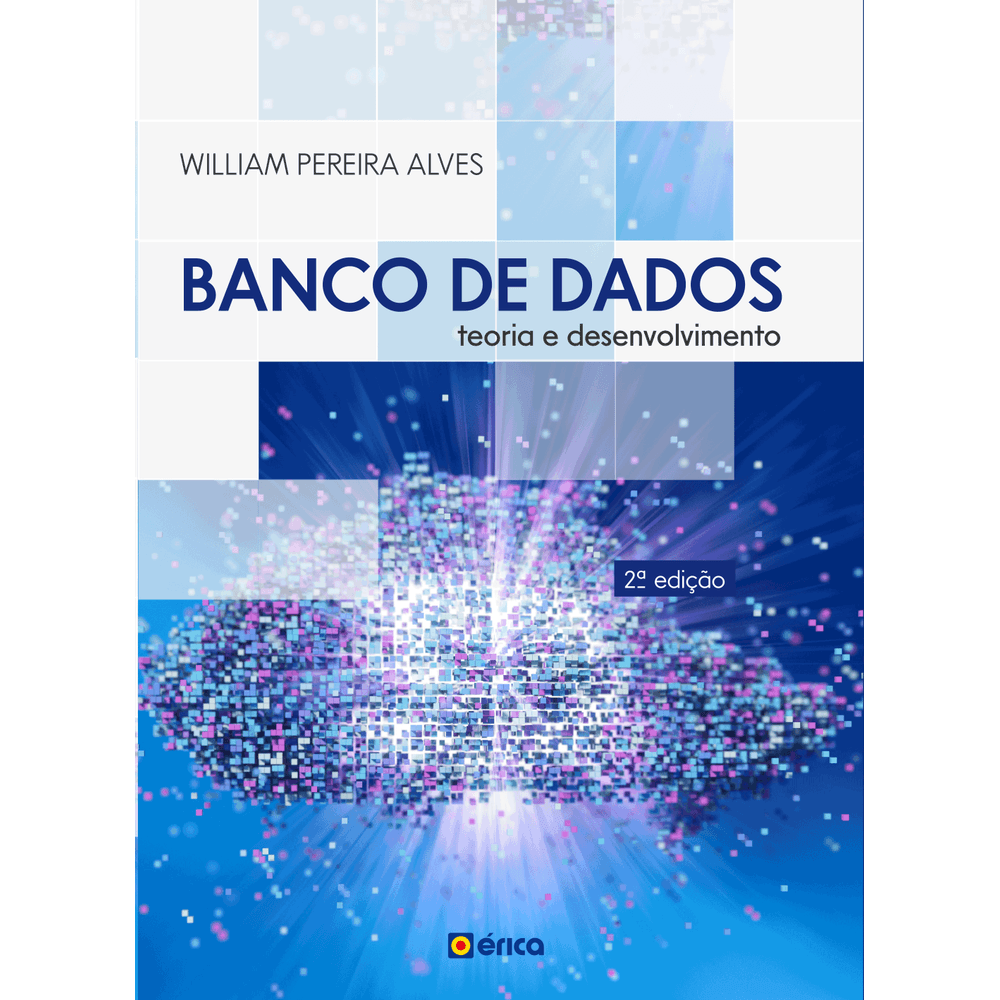 WILLIAM PEREIRA ALVES
BANCO DE DADOS
teoria e desenvolvimento
2ª edição
érica